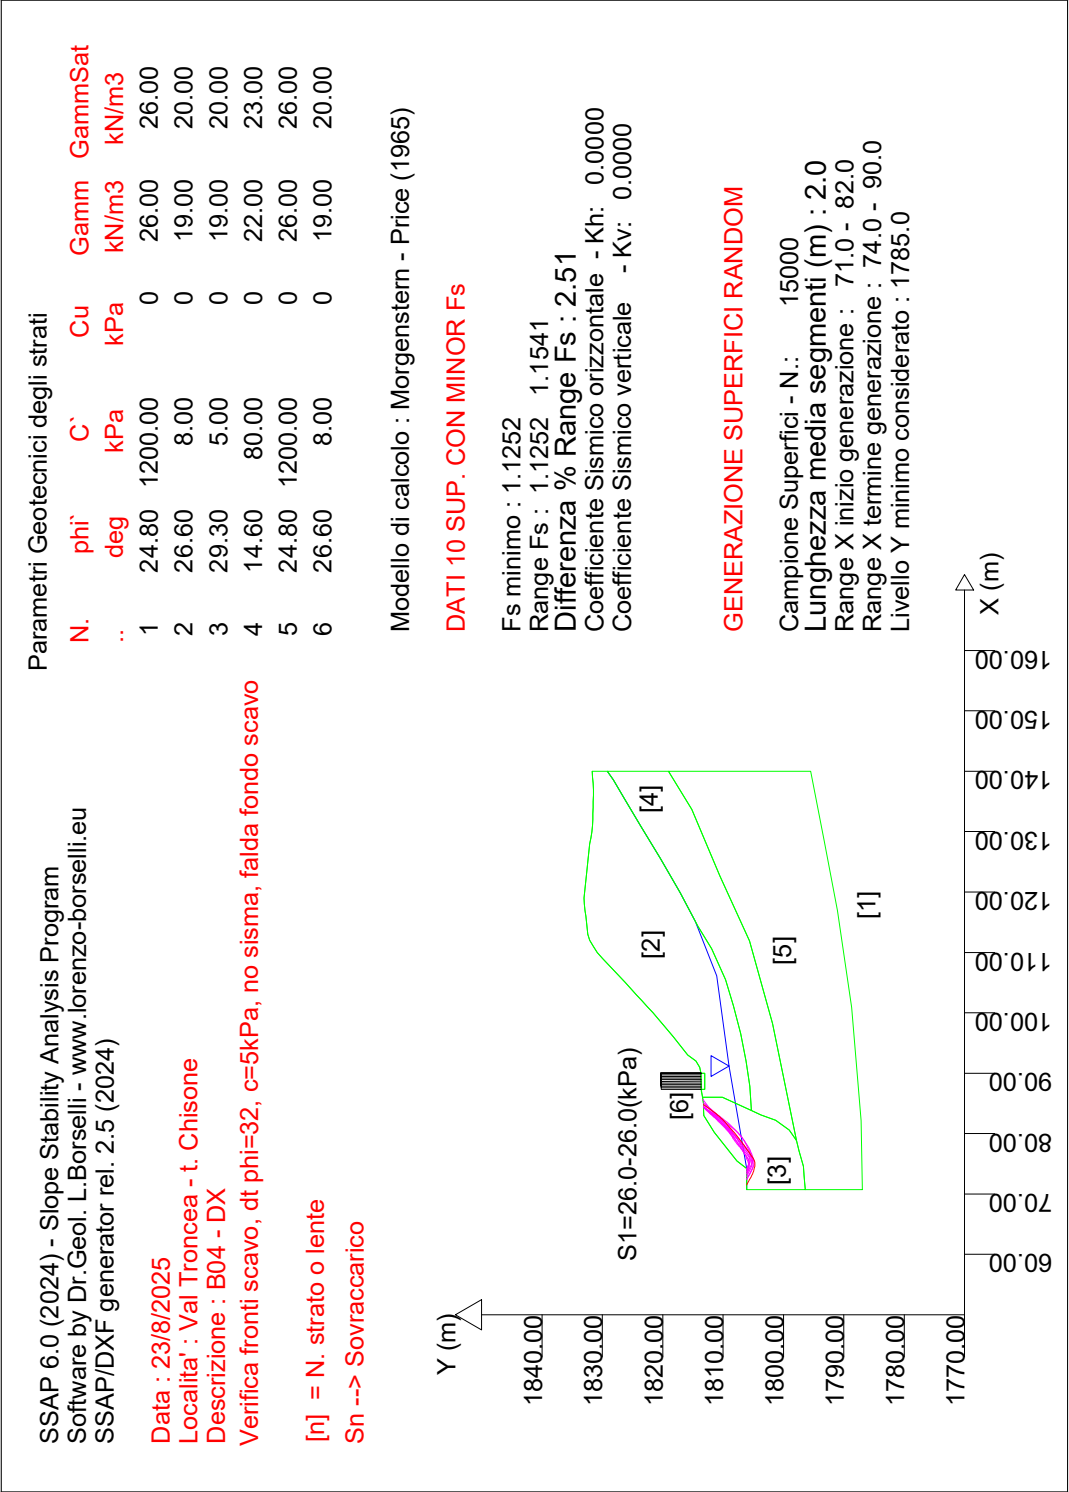 SSAP 6.0 (2024) - Slope Stability Analysis Program
Software by Dr.Geol. L.Borselli - www.lorenzo-borselli.eu
SSAP/DXF generator rel. 2.5 (2024)
Data : 23/8/2025
Localita' : Val Troncea - t. Chisone
Descrizione : B04 - DX
Verifica fronti scavo, dt phi=32, c=5kPa, no sisma, falda fondo scavo
[n] = N. strato o lente
Sn --> Sovraccarico
Parametri Geotecnici degli strati
N. phi` C` Cu Gamm GammSat
.. deg kPa kPa kN/m3 kN/m3
1 24.80 1200.00 0 26.00 26.00
2 26.60 8.00 0 19.00 20.00
3 29.30 5.00 0 19.00 20.00
4 14.60 80.00 0 22.00 23.00
5 24.80 1200.00 0 26.00 26.00
6 26.60 8.00 0 19.00 20.00
Modello di calcolo : Morgenstern - Price (1965)
DATI 10 SUP. CON MINOR Fs
Fs minimo : 1.1252
Range Fs : 1.1252 1.1541
Differenza % Range Fs : 2.51
Coefficiente Sismico orizzontale - Kh: 0.0000
Coefficiente Sismico verticale - Kv: 0.0000
GENERAZIONE SUPERFICI RANDOM
Campione Superfici - N.: 15000
Lunghezza media segmenti (m) : 2.0
Range X inizio generazione : 71.0 - 82.0
Range X termine generazione : 74.0 - 90.0
Livello Y minimo considerato : 1785.0
Y (m)
1840.00
1830.00
1820.00
1810.00
1800.00
1790.00
1780.00
1770.00
S1=26.0-26.0(kPa)
[6]
[2]
[4]
[3]
[5]
[1]
60.00
70.00
80.00
90.00
100.00
110.00
120.00
130.00
140.00
150.00
160.00
X (m)